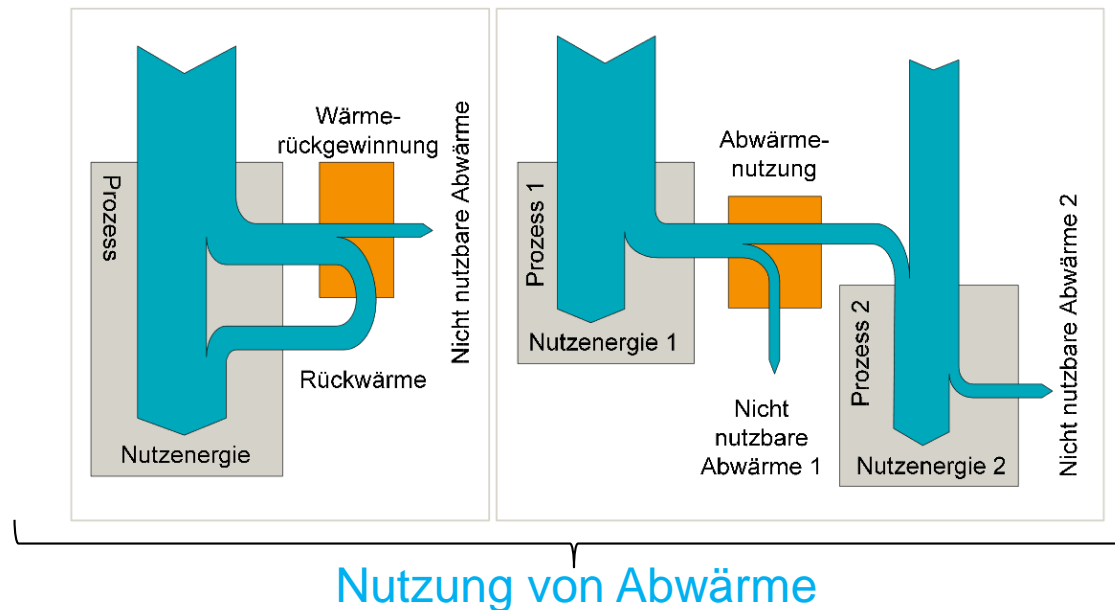 Wärme-
rückgewinnung
Prozess
Nicht nutzbare Abwärme
Rückwärme
Nutzenergie
Abwärme-
nutzung
Prozess 1
Nutzenergie 1
Nicht
nutzbare
Abwärme 1
Prozess 2
Nutzenergie 2
Nicht nutzbare Abwärme 2
Nutzung von Abwärme